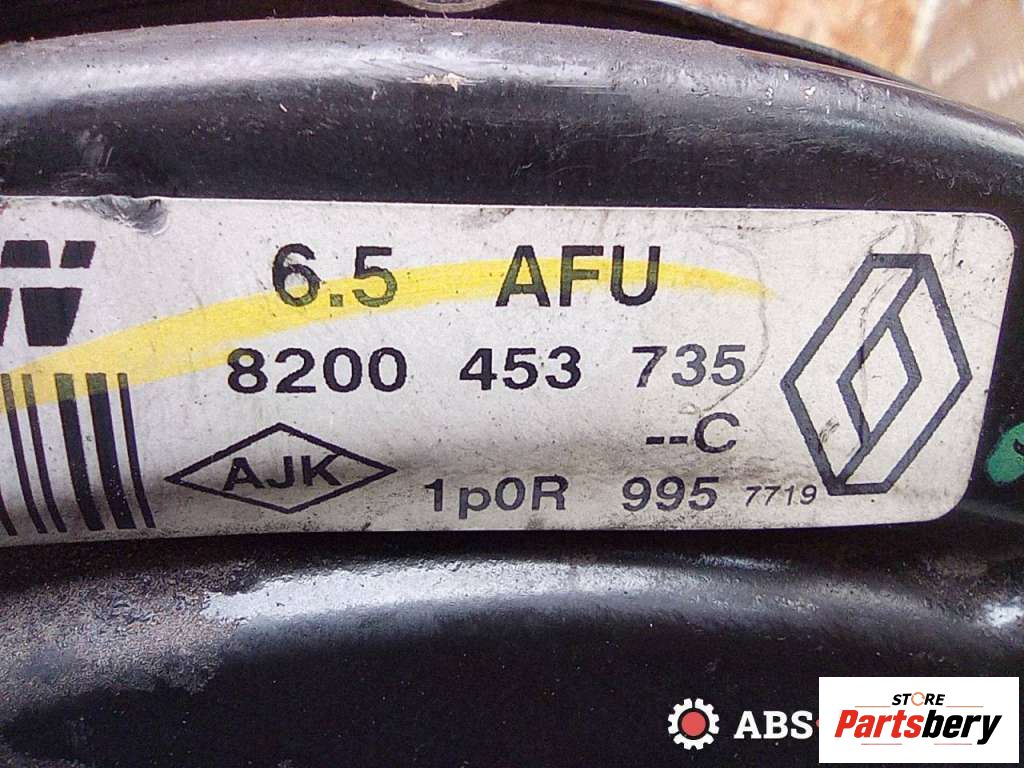 6.5 AFU
8200 453 735
--C
AJK
1p0R 995 7719
ABS-
STORE
Partsbery